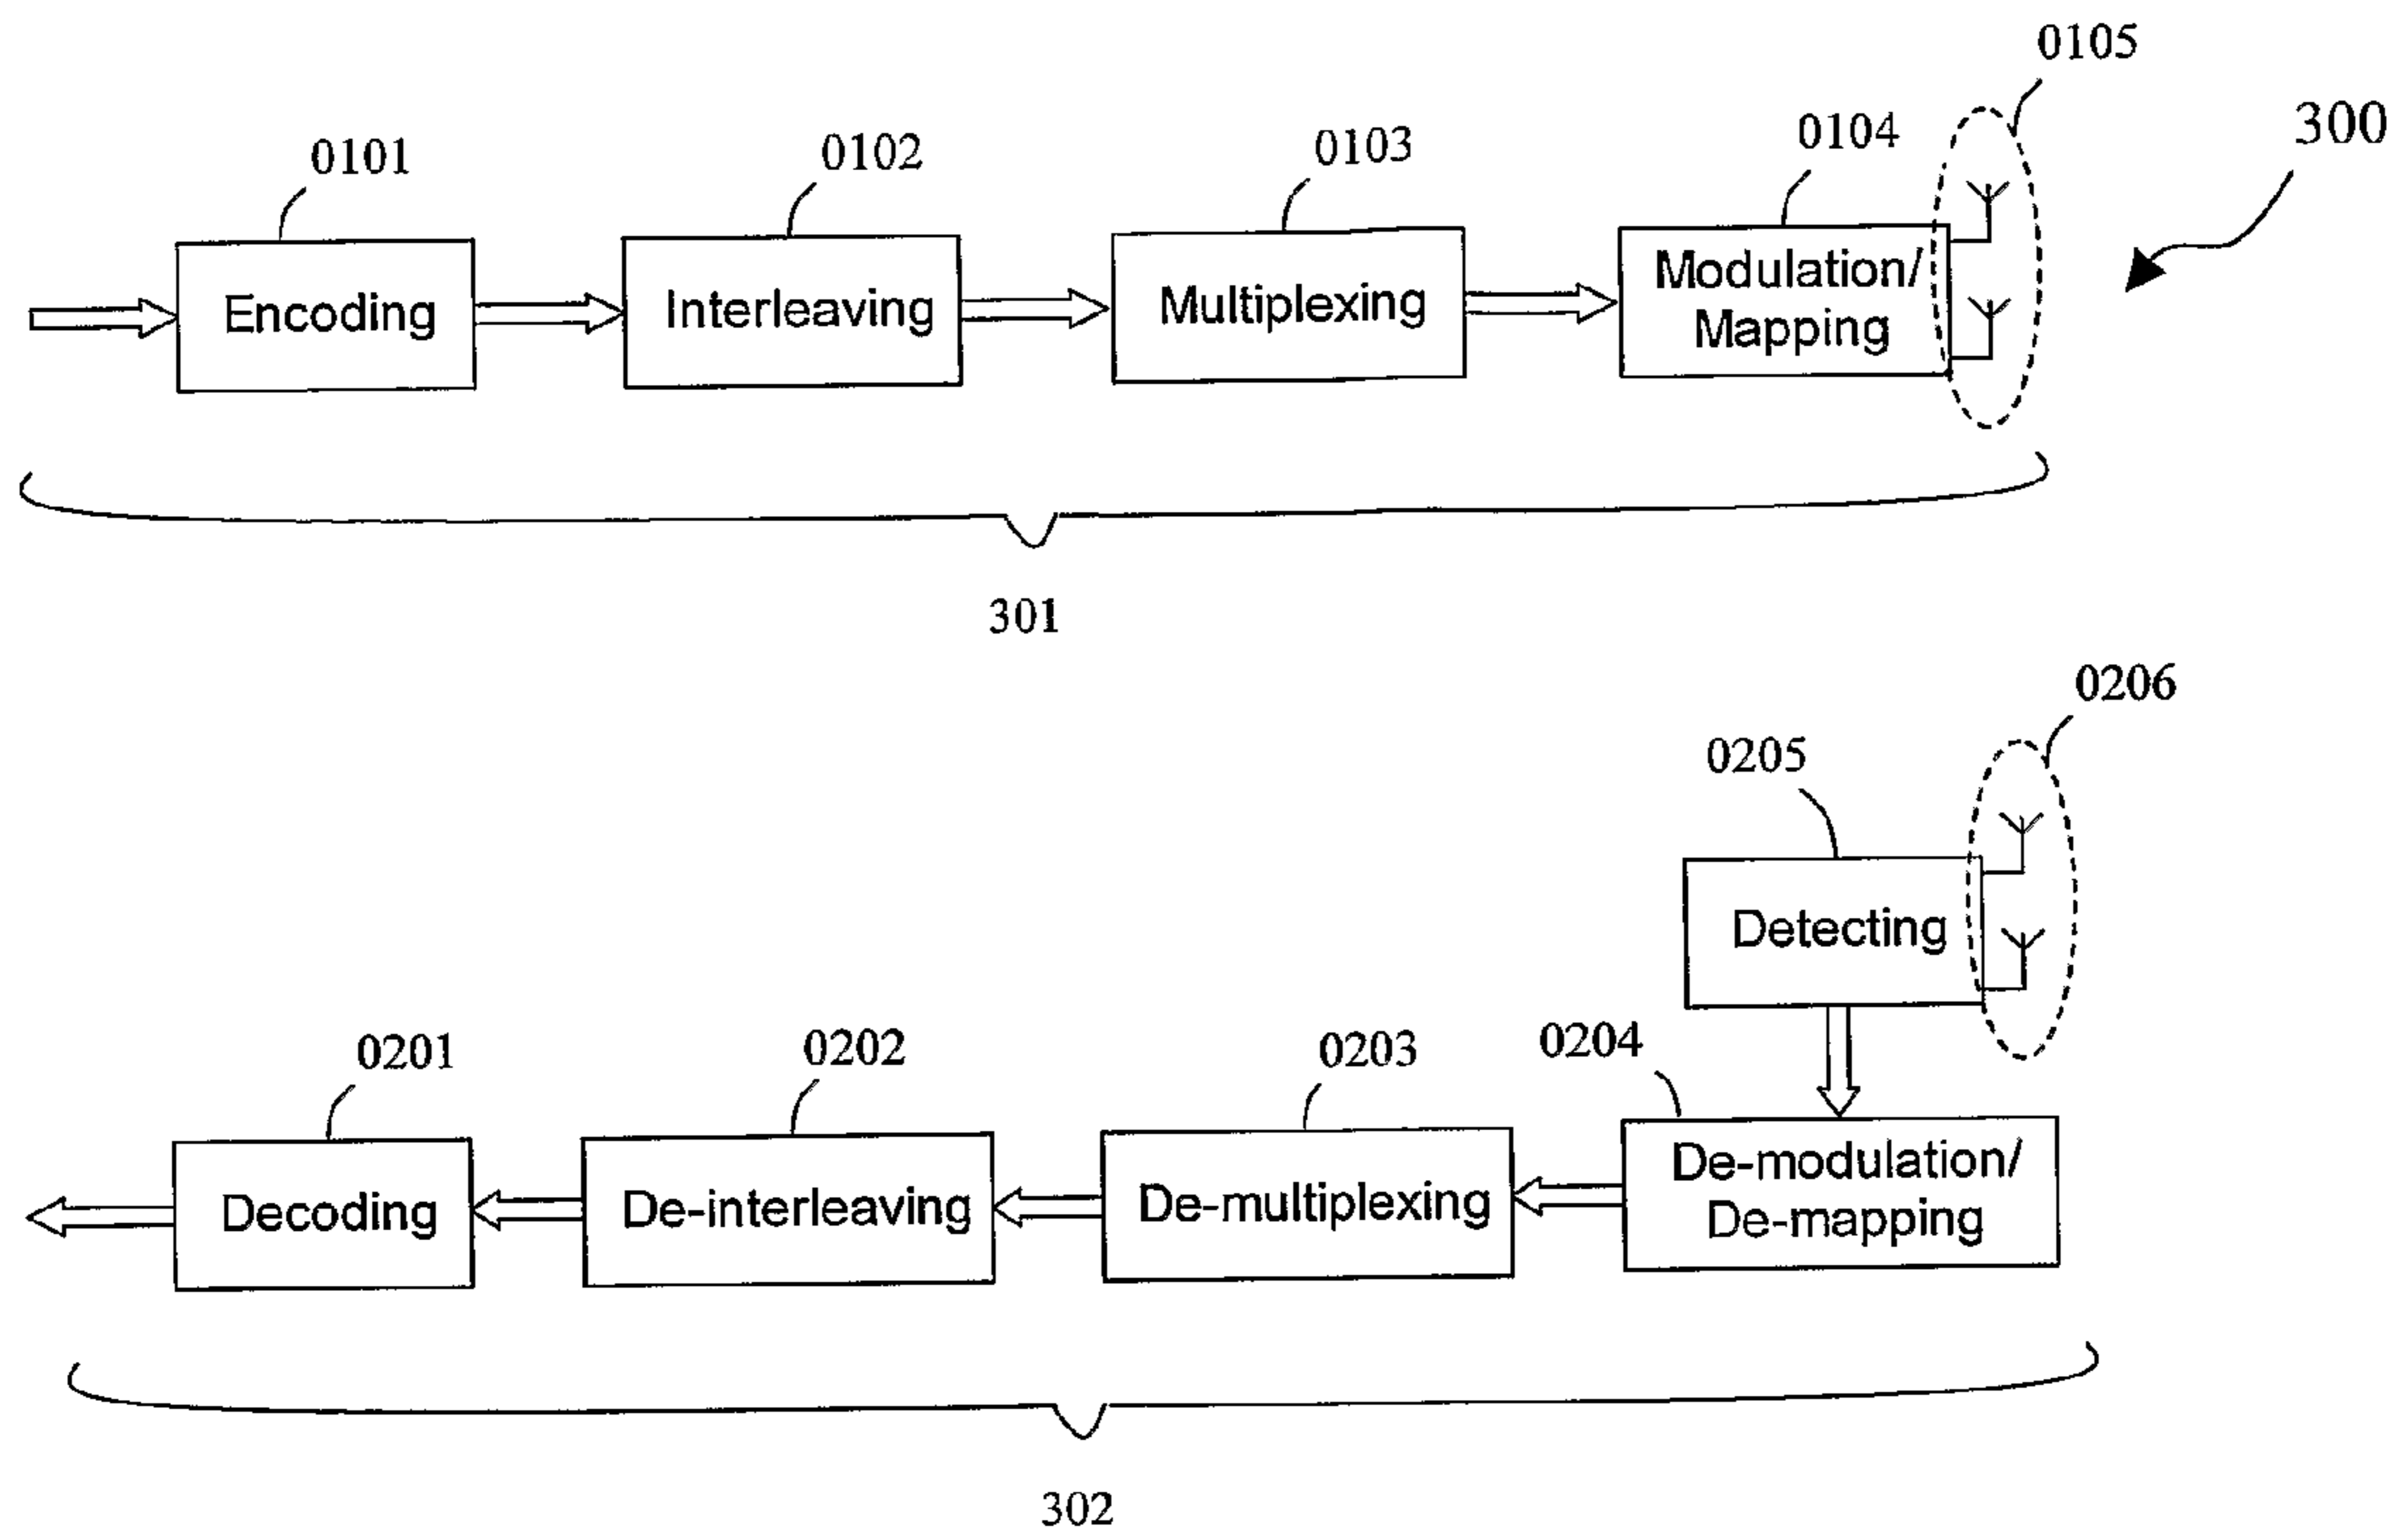 0105
300
0101
0102
0103
0104
Encoding
Interleaving
Multiplexing
Modulation/
Mapping
301
0206
0205
Detecting
0201
0202
0203
0204
Decoding
De-interleaving
De-multiplexing
De-modulation/
De-mapping
302